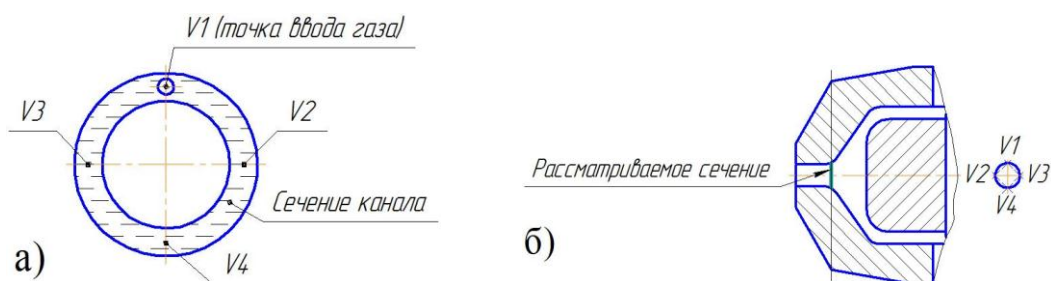 V1 (точка ввода газа)
V3
V2
Сечение канала
V4
а)
Рассматриваемое сечение
V1
V2
V3
V4
б)